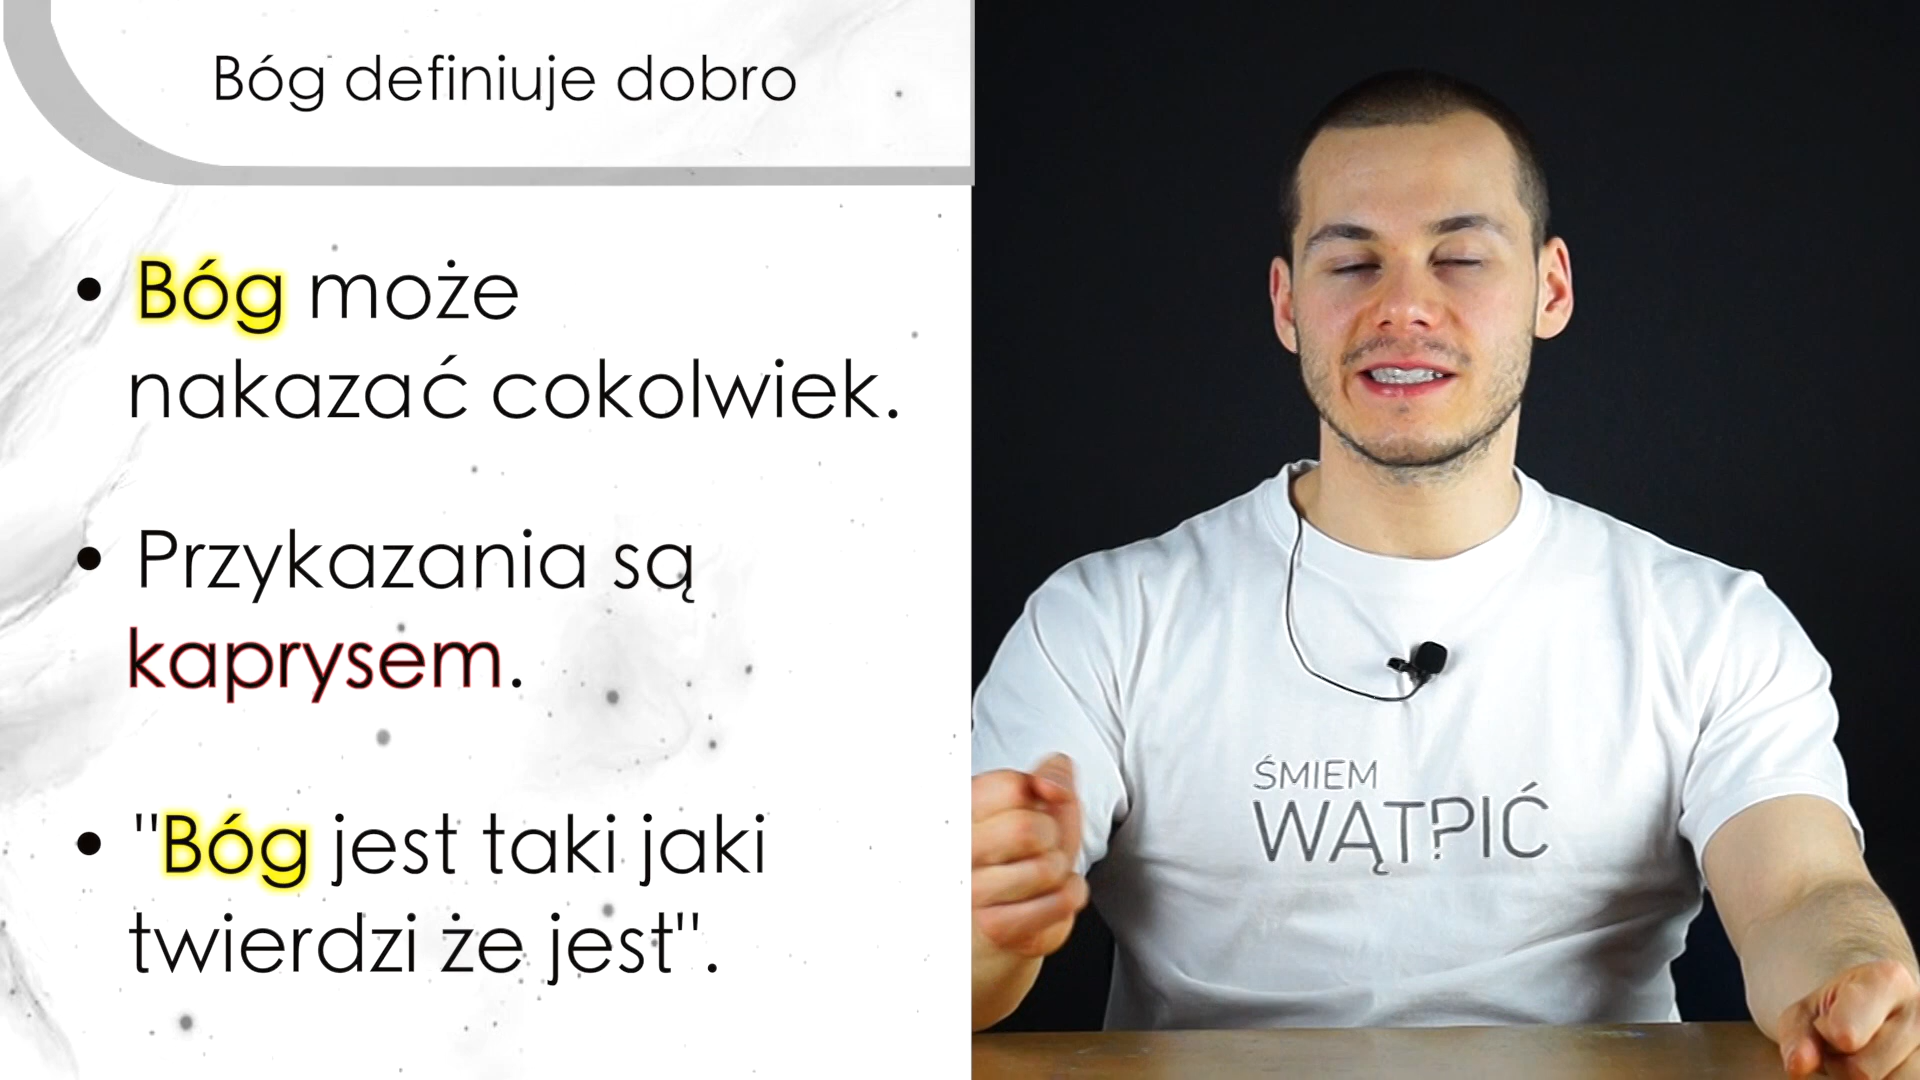 Bóg definiuje dobro
• Bóg może
nakazać cokolwiek.
• Przykazania są
kaprysem.
• "Bóg jest taki jaki
twierdzi że jest".
ŚMIEM
WĄTPIĆ